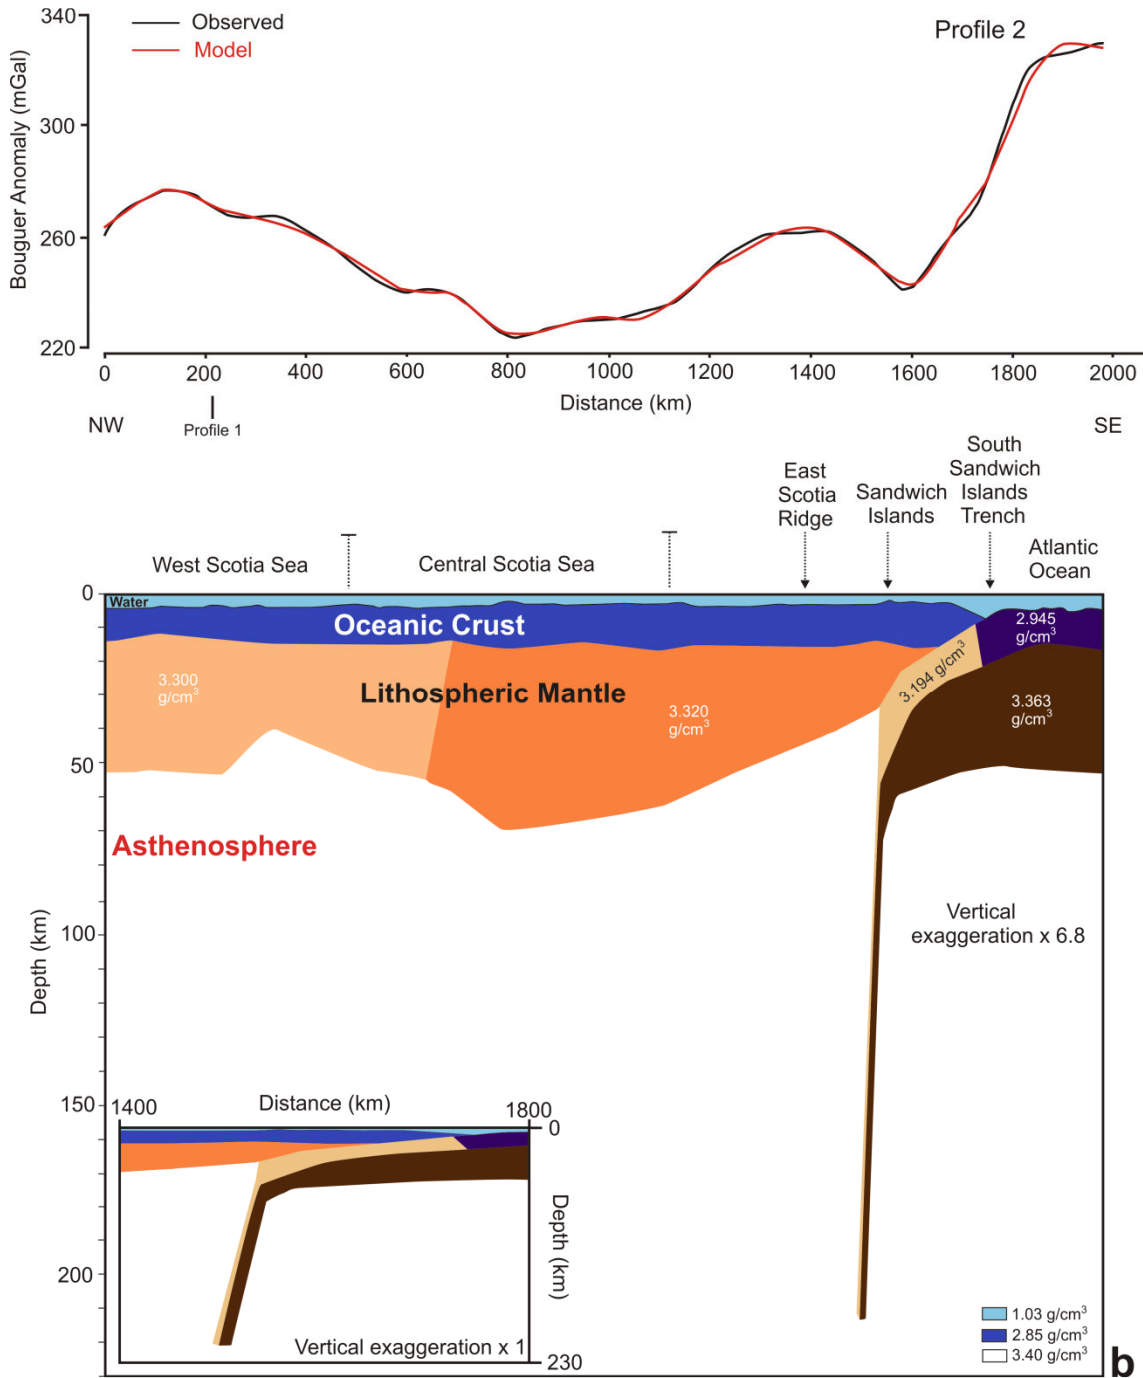 340
Observed
Model
Profile 2
Bouguer Anomaly (mGal)
300
260
220
0
200
400
600
800
1000
1200
1400
1600
1800
2000
Distance (km)
NW
Profile 1
SE
East
Scotia
Ridge
Sandwich
Islands
South
Sandwich
Islands
Trench
West Scotia Sea
Central Scotia Sea
Atlantic
Ocean
0
Water
Oceanic Crust
2.945
g/cm³
3.300
g/cm³
Lithospheric Mantle
3.320
g/cm³
3.194 g/cm³
3.363
g/cm³
50
Asthenosphere
Depth (km)
100
Vertical
exaggeration x 6.8
150
200
1400
Distance (km)
1800
0
Depth (km)
Vertical exaggeration x 1
230
1.03 g/cm³
2.85 g/cm³
3.40 g/cm³
b